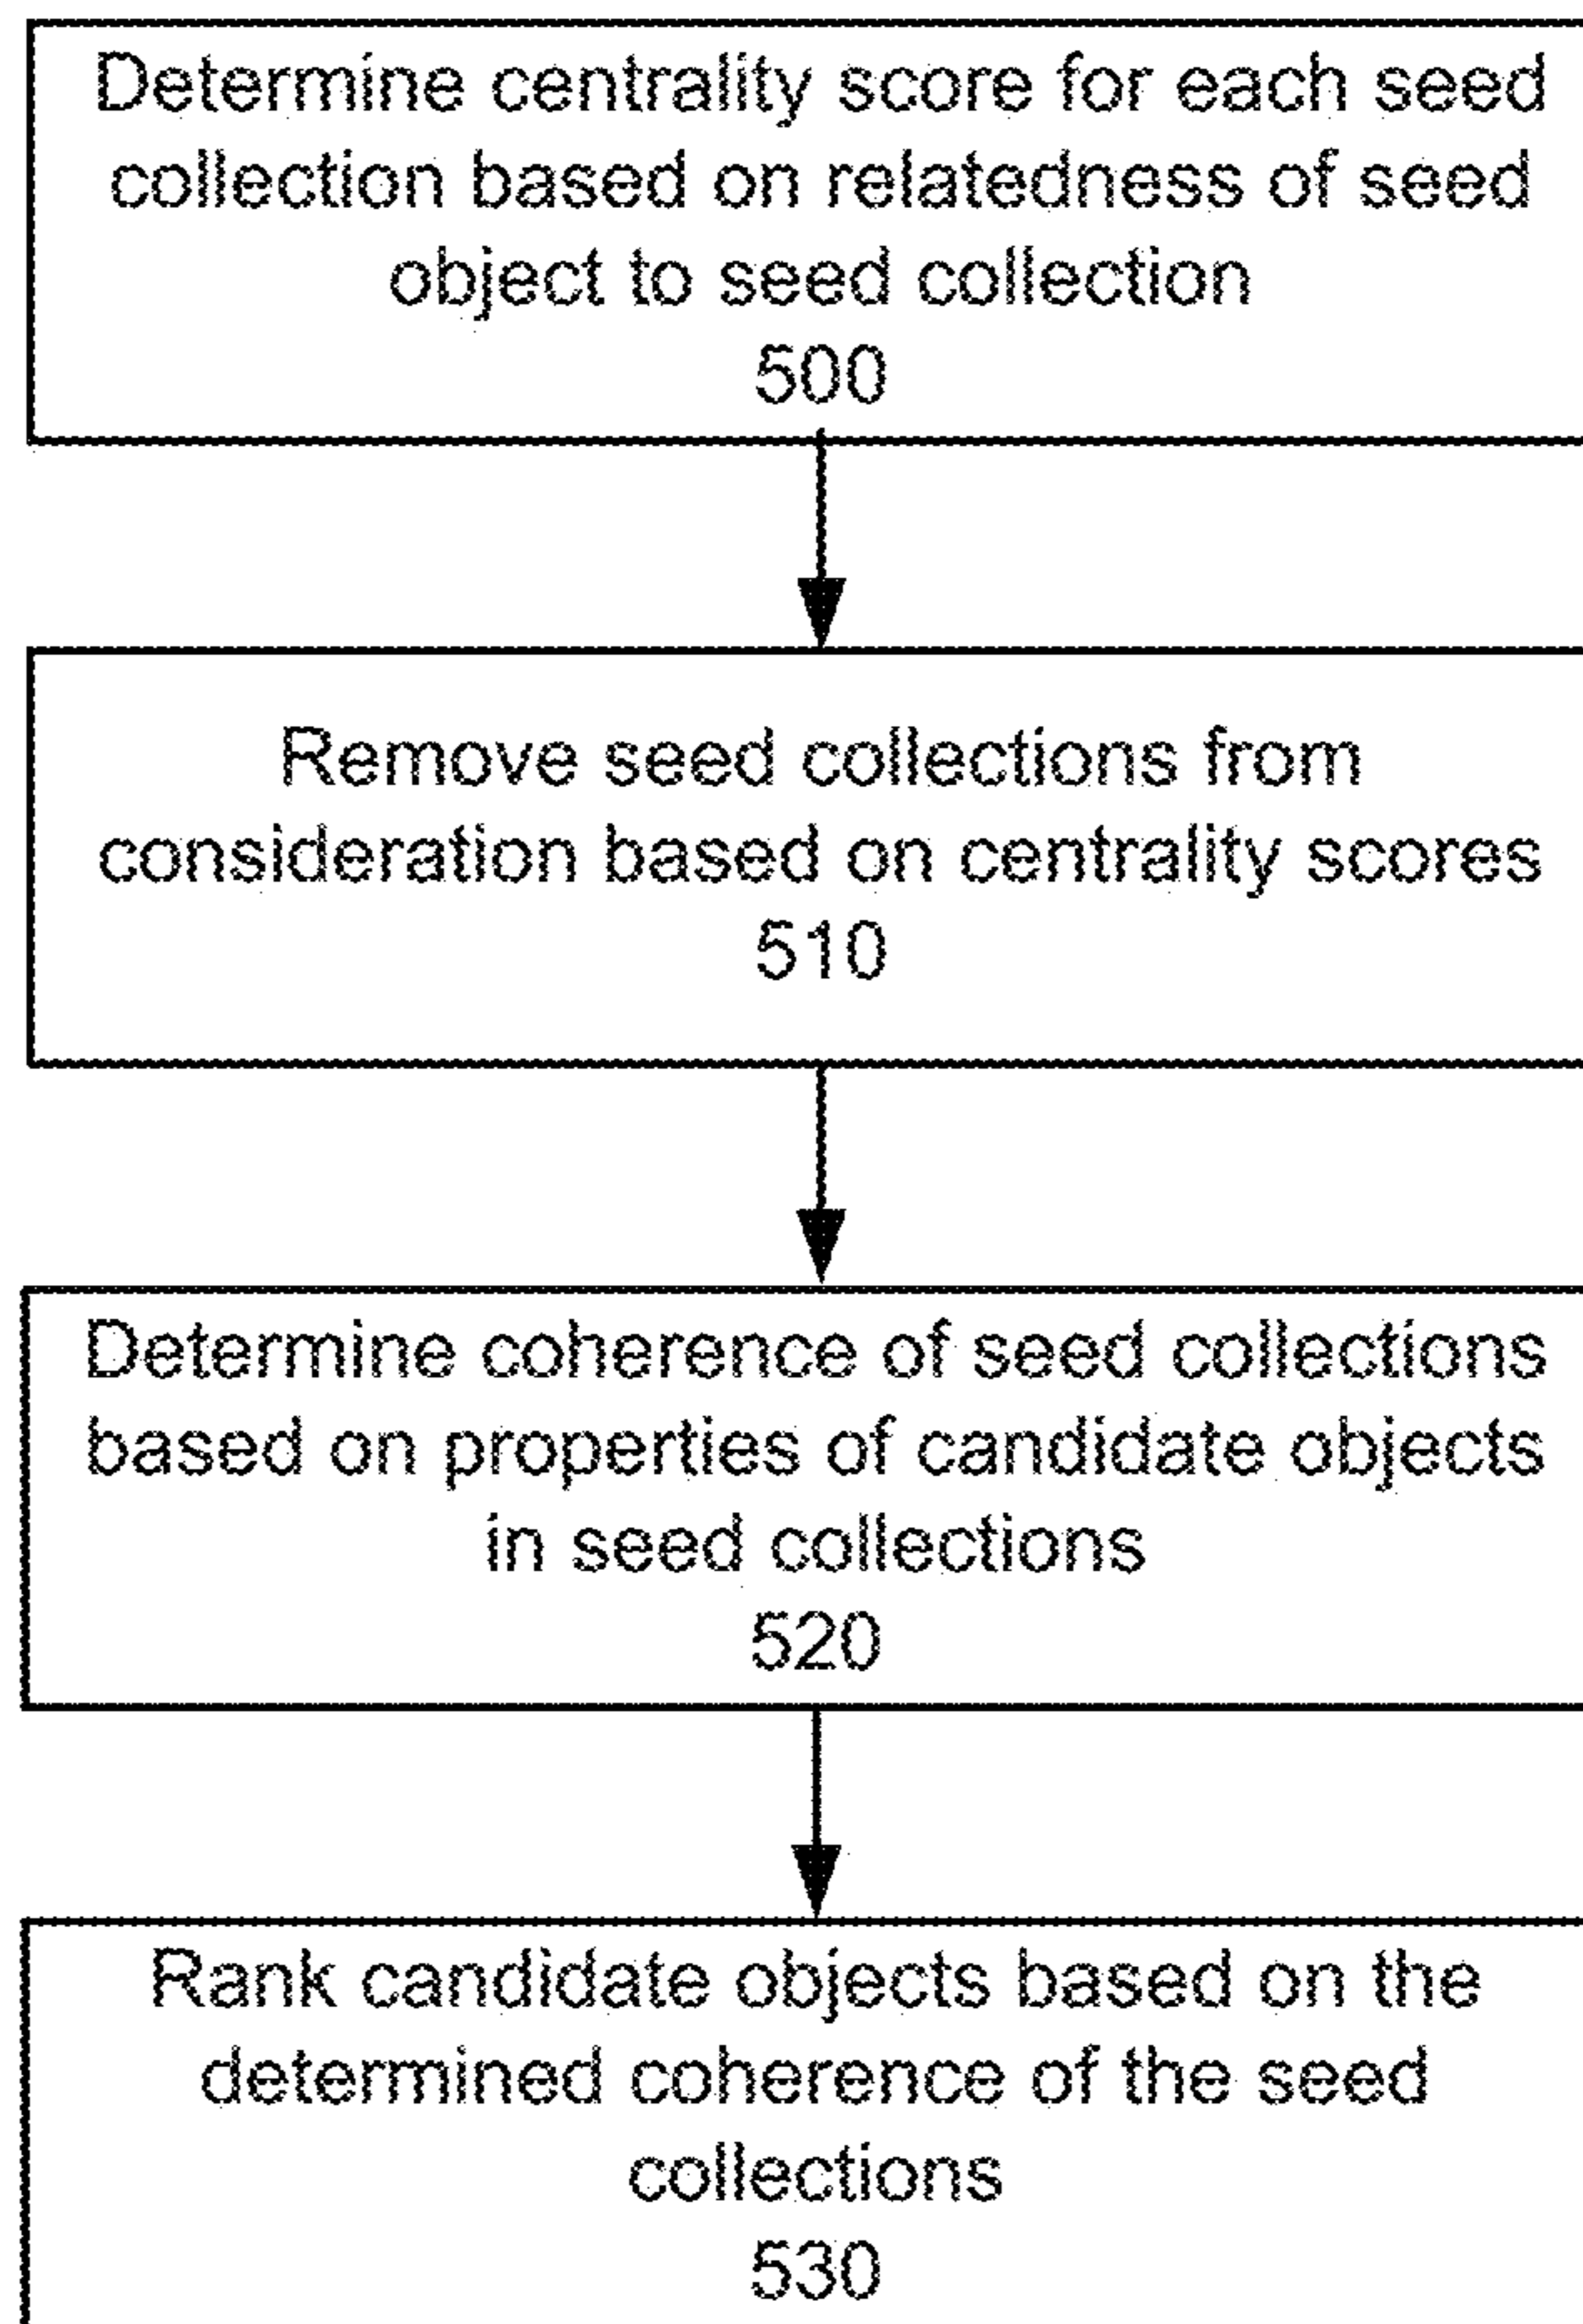 Determine centrality score for each seed
collection based on relatedness of seed
object to seed collection
500
Remove seed collections from
consideration based on centrality scores
510
Determine coherence of seed collections
based on properties of candidate objects
in seed collections
520
Rank candidate objects based on the
determined coherence of the seed
collections
530